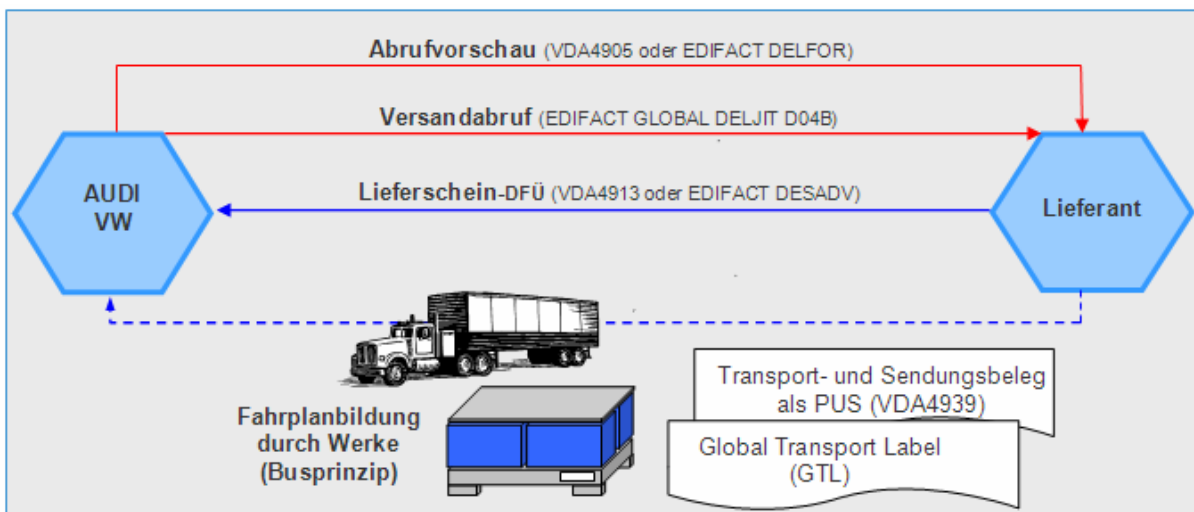 Abrufvorschau (VDA4905 oder EDIFACT DELFOR)
Versandabruf (EDIFACT GLOBAL DELJIT D04B)
AUDI
VW
Lieferschein-DFÜ (VDA4913 oder EDIFACT DESADV)
Lieferant
Fahrplanbildung
durch Werke
(Busprinzip)
Transport- und Sendungsbeleg
als PUS (VDA4939)
Global Transport Label
(GTL)